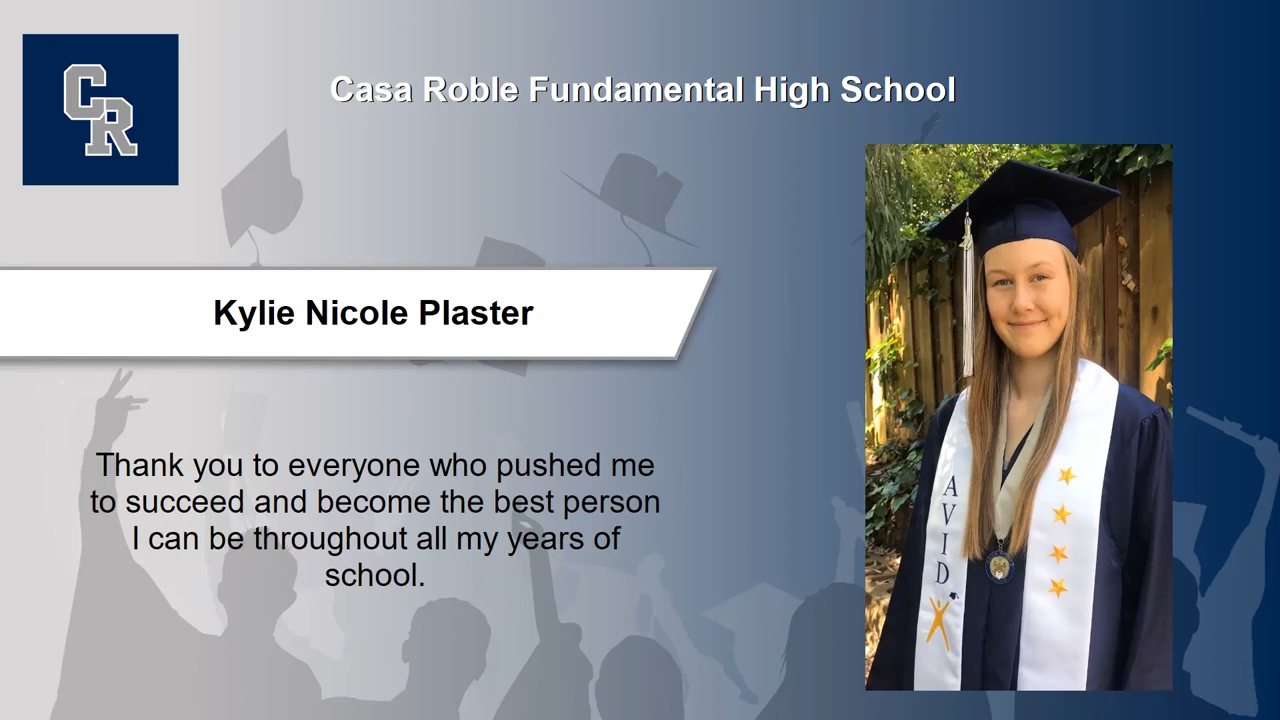 CR
Casa Roble Fundamental High School
Kylie Nicole Plaster
Thank you to everyone who pushed me
to succeed and become the best person
I can be throughout all my years of
school.
AVID